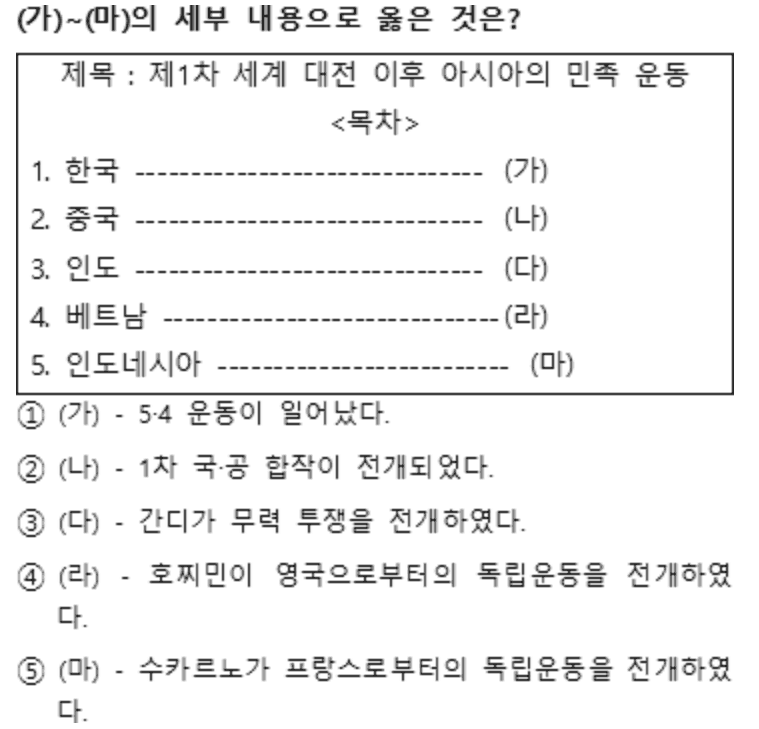 (가)~(마)의 세부 내용으로 옳은 것은?
제목 : 제1차 세계 대전 이후 아시아의 민족 운동
<목차>
1. 한국 ------------------------------- (가)
2. 중국 ------------------------------- (나)
3. 인도 ------------------------------- (다)
4. 베트남 ------------------------------ (라)
5. 인도네시아 -------------------------- (마)
① (가) - 5·4 운동이 일어났다.
② (나) - 1차 국·공 합작이 전개되었다.
③ (다) - 간디가 무력 투쟁을 전개하였다.
④ (라) - 호찌민이 영국으로부터의 독립운동을 전개하였
다.
⑤ (마) - 수카르노가 프랑스로부터의 독립운동을 전개하였
다.